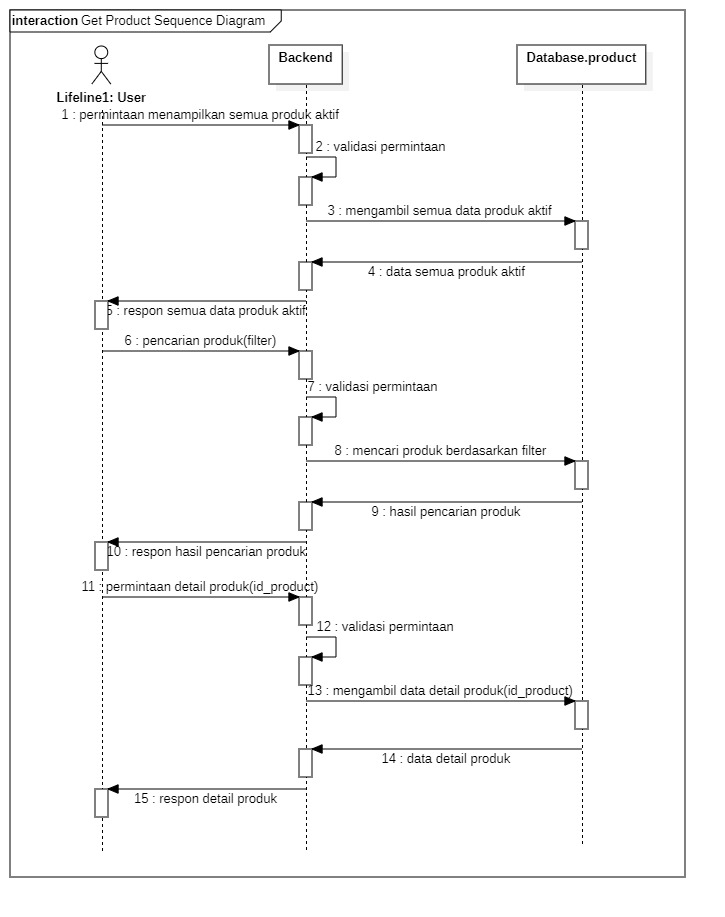 interaction Get Product Sequence Diagram
Backend
Database.product
Lifeline1: User
1 : permintaan menampilkan semua produk aktif
2 : validasi permintaan
3 : mengambil semua data produk aktif
4 : data semua produk aktif
5 : respon semua data produk aktif
6 : pencarian produk(filter)
7 : validasi permintaan
8 : mencari produk berdasarkan filter
9 : hasil pencarian produk
10 : respon hasil pencarian produk
11 : permintaan detail produk(id_product)
12 : validasi permintaan
13 : mengambil data detail produk(id_product)
14 : data detail produk
15 : respon detail produk